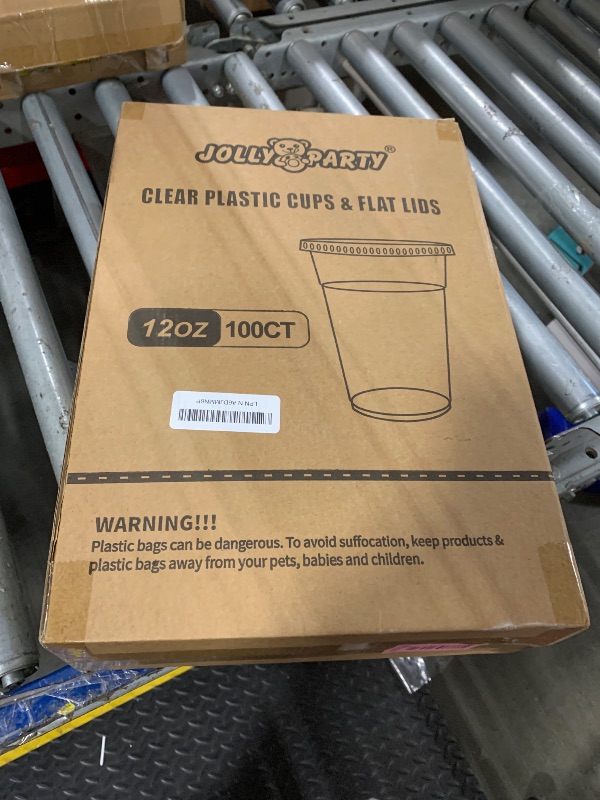 JOLLY PARTY®
CLEAR PLASTIC CUPS & FLAT LIDS
12OZ 100CT
WARNING!!!
Plastic bags can be dangerous. To avoid suffocation, keep products &
plastic bags away from your pets, babies and children.